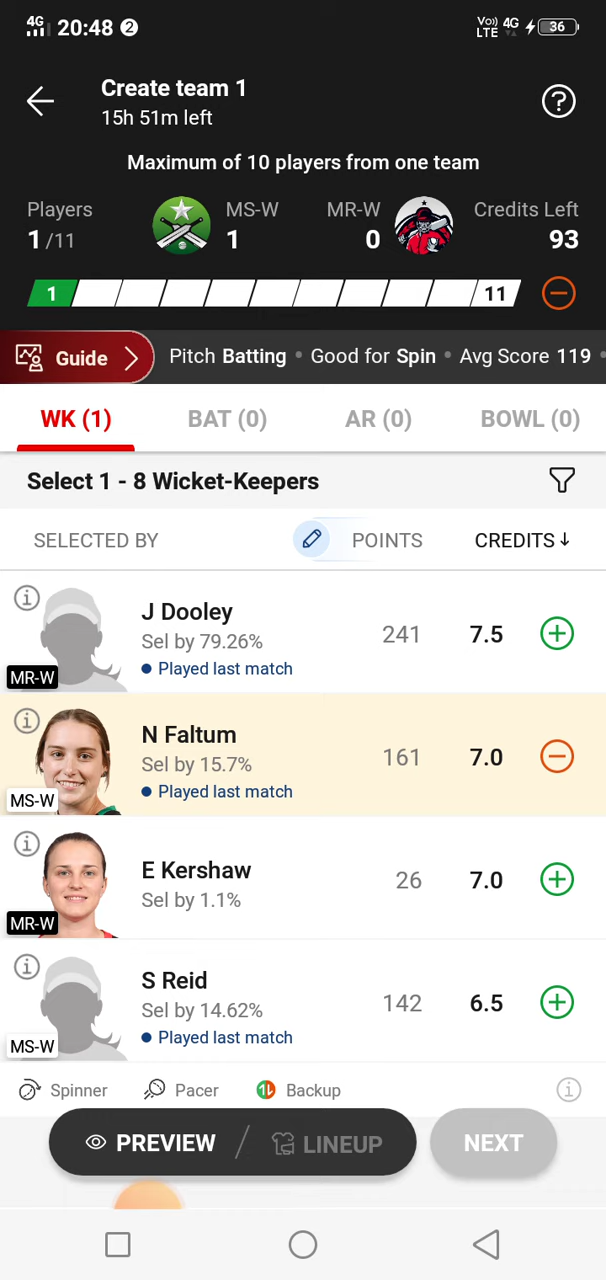 4G 20:48 2 Vo) LTE 4G 36
Create team 1
15h 51m left
Maximum of 10 players from one team
Players MS-W MR-W Credits Left
1/11 1 0 93
1 11
Guide Pitch Batting • Good for Spin • Avg Score 119 •
WK (1) BAT (0) AR (0) BOWL (0)
Select 1 - 8 Wicket-Keepers
SELECTED BY POINTS CREDITS↓
J Dooley
Sel by 79.26% 241 7.5
Played last match
MR-W
N Faltum
Sel by 15.7% 161 7.0
Played last match
MS-W
E Kershaw
Sel by 1.1% 26 7.0
MR-W
S Reid
Sel by 14.62% 142 6.5
Played last match
MS-W
Spinner Pacer Backup
PREVIEW / LINEUP NEXT